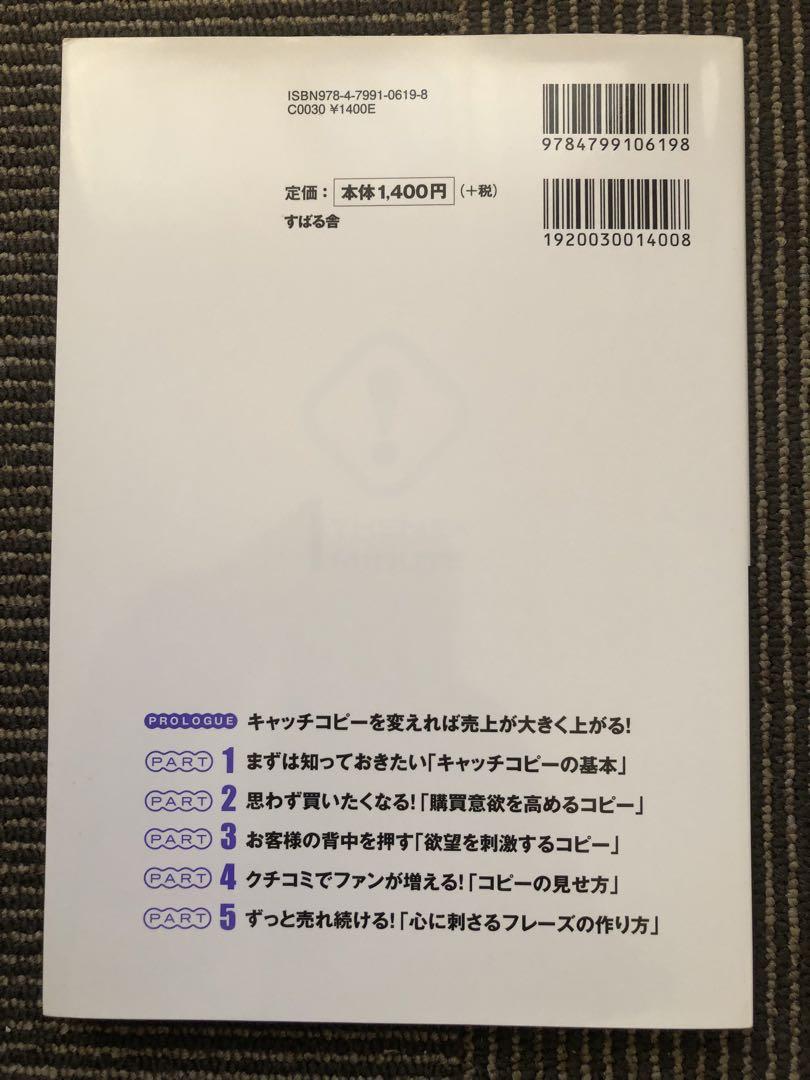 ISBN978-4-7991-0619-8
C0030 ¥1400E
9784799106198
定価： 本体1,400円 （＋税）
すばる舎
1920030014008
1 THEME×
MINUTE
PROLOGUE キャッチコピーを変えれば売上が大きく上がる！
PART 1 まずは知っておきたい「キャッチコピーの基本」
PART 2 思わず買いたくなる！「購買意欲を高めるコピー」
PART 3 お客様の背中を押す「欲望を刺激するコピー」
PART 4 クチコミでファンが増える！「コピーの見せ方」
PART 5 ずっと売れ続ける！「心に刺さるフレーズの作り方」